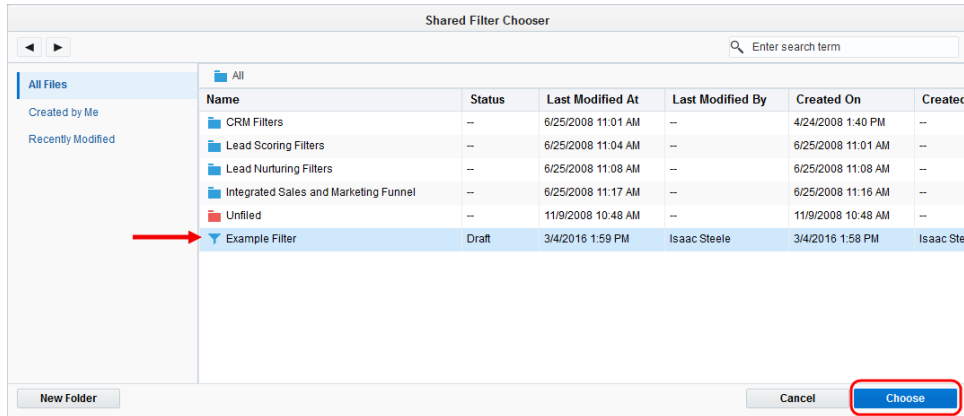 Shared Filter Chooser
Enter search term
All Files
Created by Me
Recently Modified
All
Name Status Last Modified At Last Modified By Created On Created
CRM Filters -- 6/25/2008 11:01 AM -- 4/24/2008 1:40 PM --
Lead Scoring Filters -- 6/25/2008 11:04 AM -- 6/25/2008 11:01 AM --
Lead Nurturing Filters -- 6/25/2008 11:08 AM -- 6/25/2008 11:08 AM --
Integrated Sales and Marketing Funnel -- 6/25/2008 11:17 AM -- 6/25/2008 11:16 AM --
Unfiled -- 11/9/2008 10:48 AM -- 11/9/2008 10:48 AM --
Example Filter Draft 3/4/2016 1:59 PM Isaac Steele 3/4/2016 1:58 PM Isaac Ste
New Folder Cancel Choose